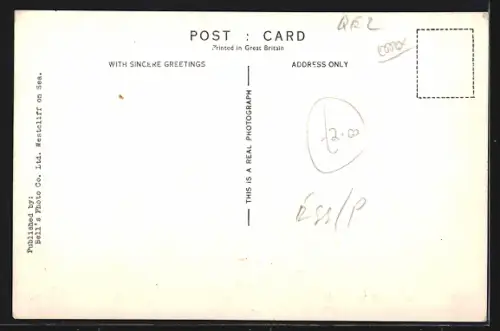 POST : CARD
Printed in Great Britain
WITH SINCERE GREETINGS
ADDRESS ONLY
THIS IS A REAL PHOTOGRAPH
Published by:
Bell's Photo Co. Ltd. Westcliff on Sea.
QE2